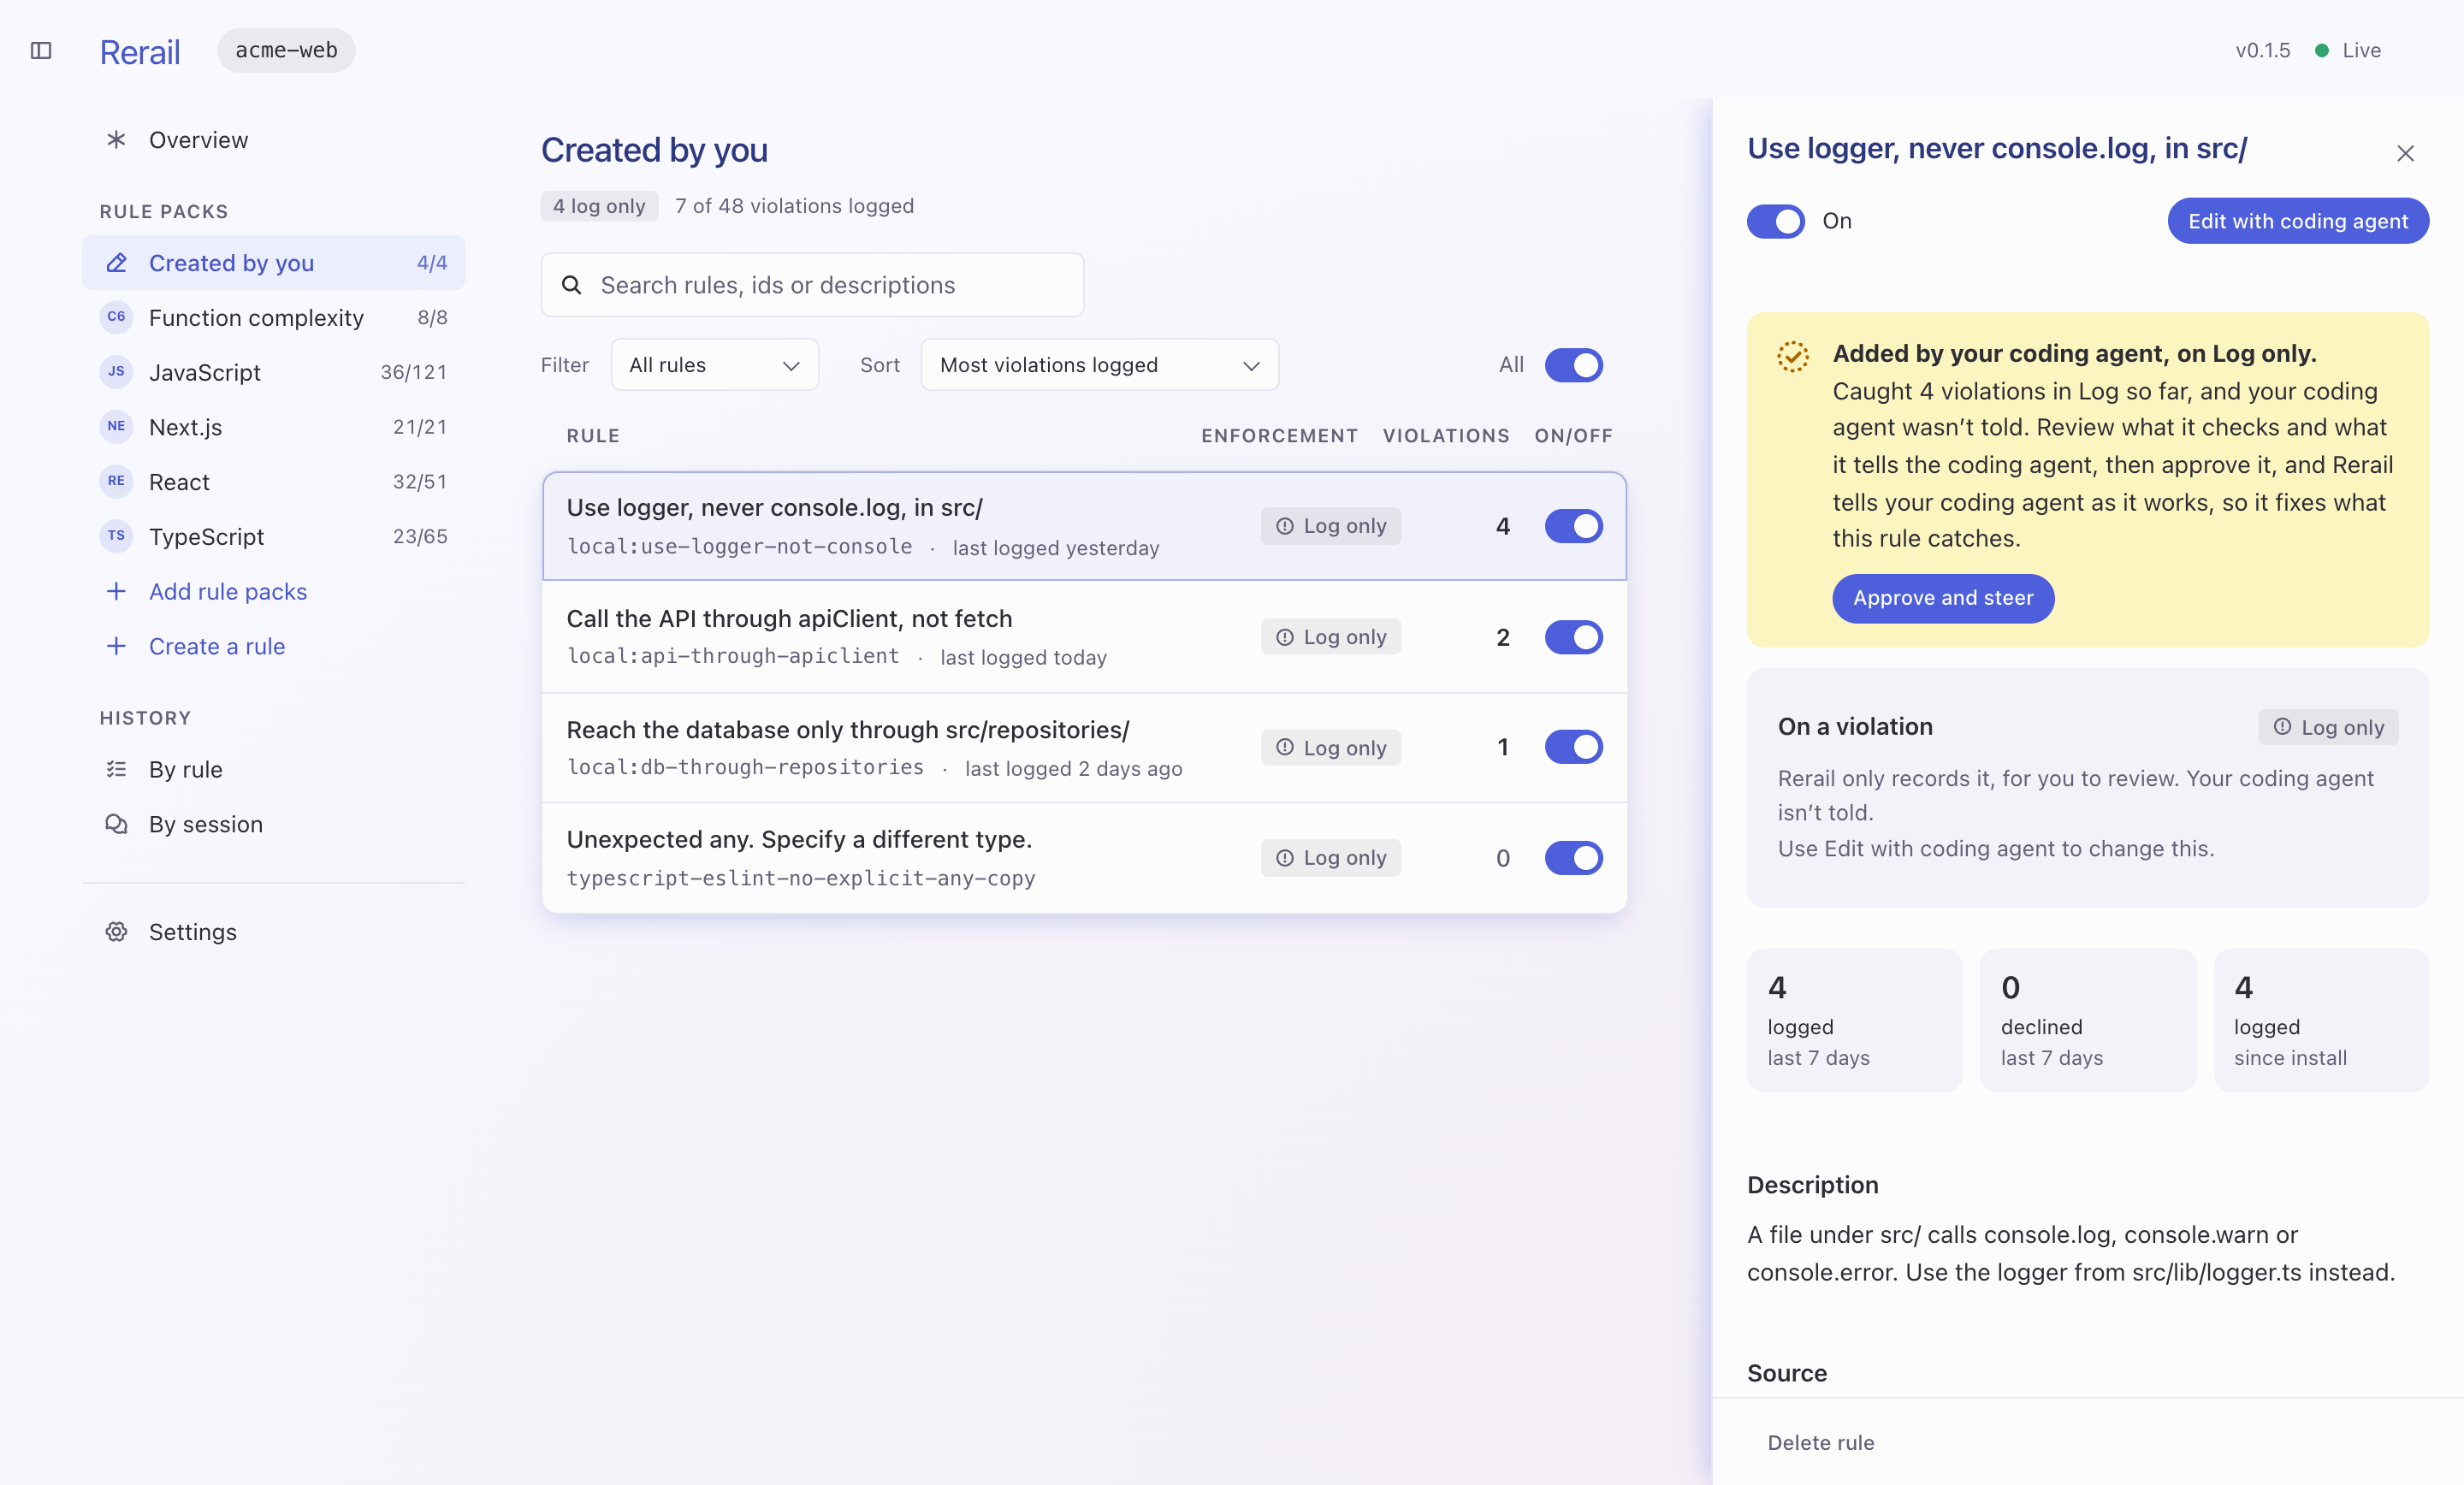 Rerail
acme-web
v0.1.5
Live
Overview
RULE PACKS
Created by you 4/4
C6 Function complexity 8/8
JS JavaScript 36/121
NE Next.js 21/21
RE React 32/51
TS TypeScript 23/65
Add rule packs
Create a rule
HISTORY
By rule
By session
Settings
Created by you
4 log only 7 of 48 violations logged
Search rules, ids or descriptions
Filter All rules Sort Most violations logged All
RULE ENFORCEMENT VIOLATIONS ON/OFF
Use logger, never console.log, in src/
local:use-logger-not-console · last logged yesterday
Log only 4
Call the API through apiClient, not fetch
local:api-through-apiclient · last logged today
Log only 2
Reach the database only through src/repositories/
local:db-through-repositories · last logged 2 days ago
Log only 1
Unexpected any. Specify a different type.
typescript-eslint-no-explicit-any-copy
Log only 0
Use logger, never console.log, in src/
On
Edit with coding agent
Added by your coding agent, on Log only.
Caught 4 violations in Log so far, and your coding
agent wasn’t told. Review what it checks and what
it tells the coding agent, then approve it, and Rerail
tells your coding agent as it works, so it fixes what
this rule catches.
Approve and steer
On a violation
Log only
Rerail only records it, for you to review. Your coding agent
isn’t told.
Use Edit with coding agent to change this.
4
logged
last 7 days
0
declined
last 7 days
4
logged
since install
Description
A file under src/ calls console.log, console.warn or
console.error. Use the logger from src/lib/logger.ts instead.
Source
Delete rule